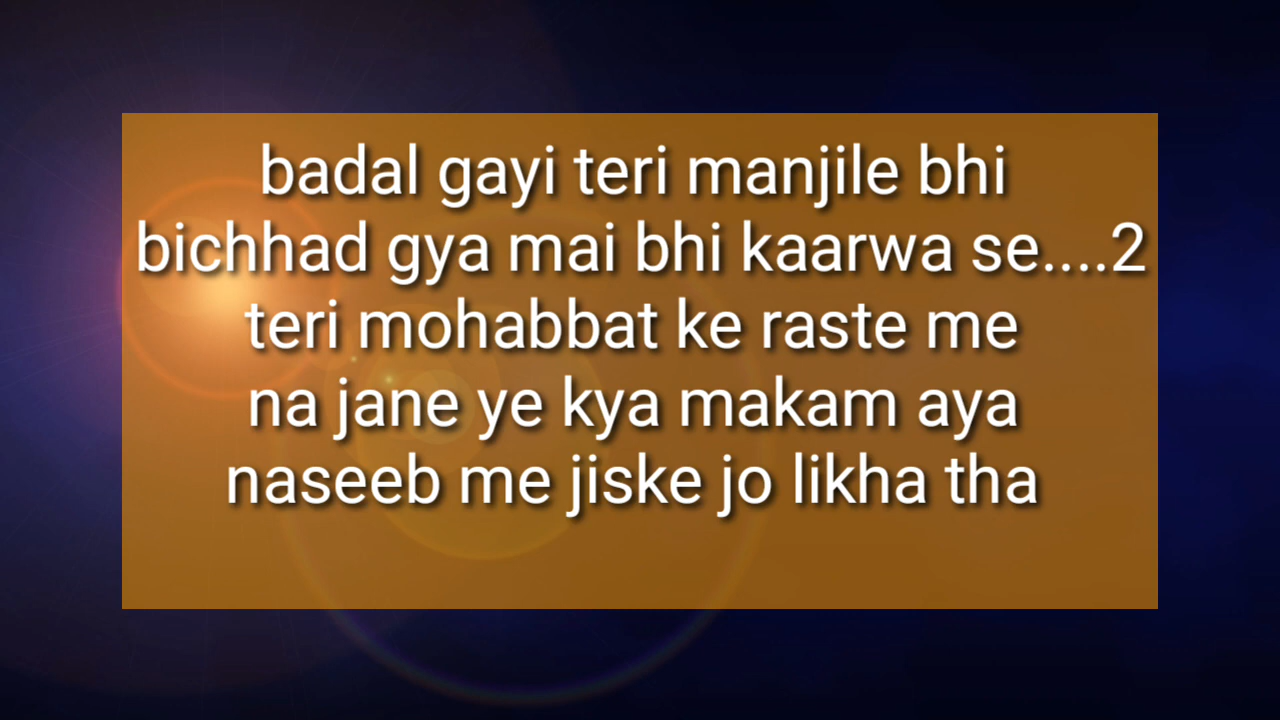 badal gayi teri manjile bhi
bichhad gya mai bhi kaarwa se....2
teri mohabbat ke raste me
na jane ye kya makam aya
naseeb me jiske jo likha tha